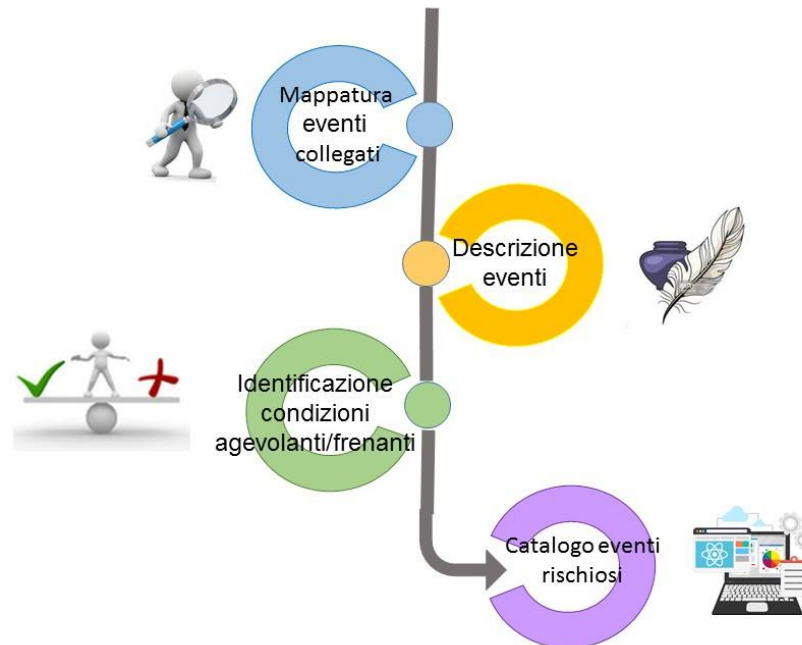 Mappatura
eventi
collegati
Descrizione
eventi
Identificazione
condizioni
agevolanti/frenanti
Catalogo eventi
rischiosi